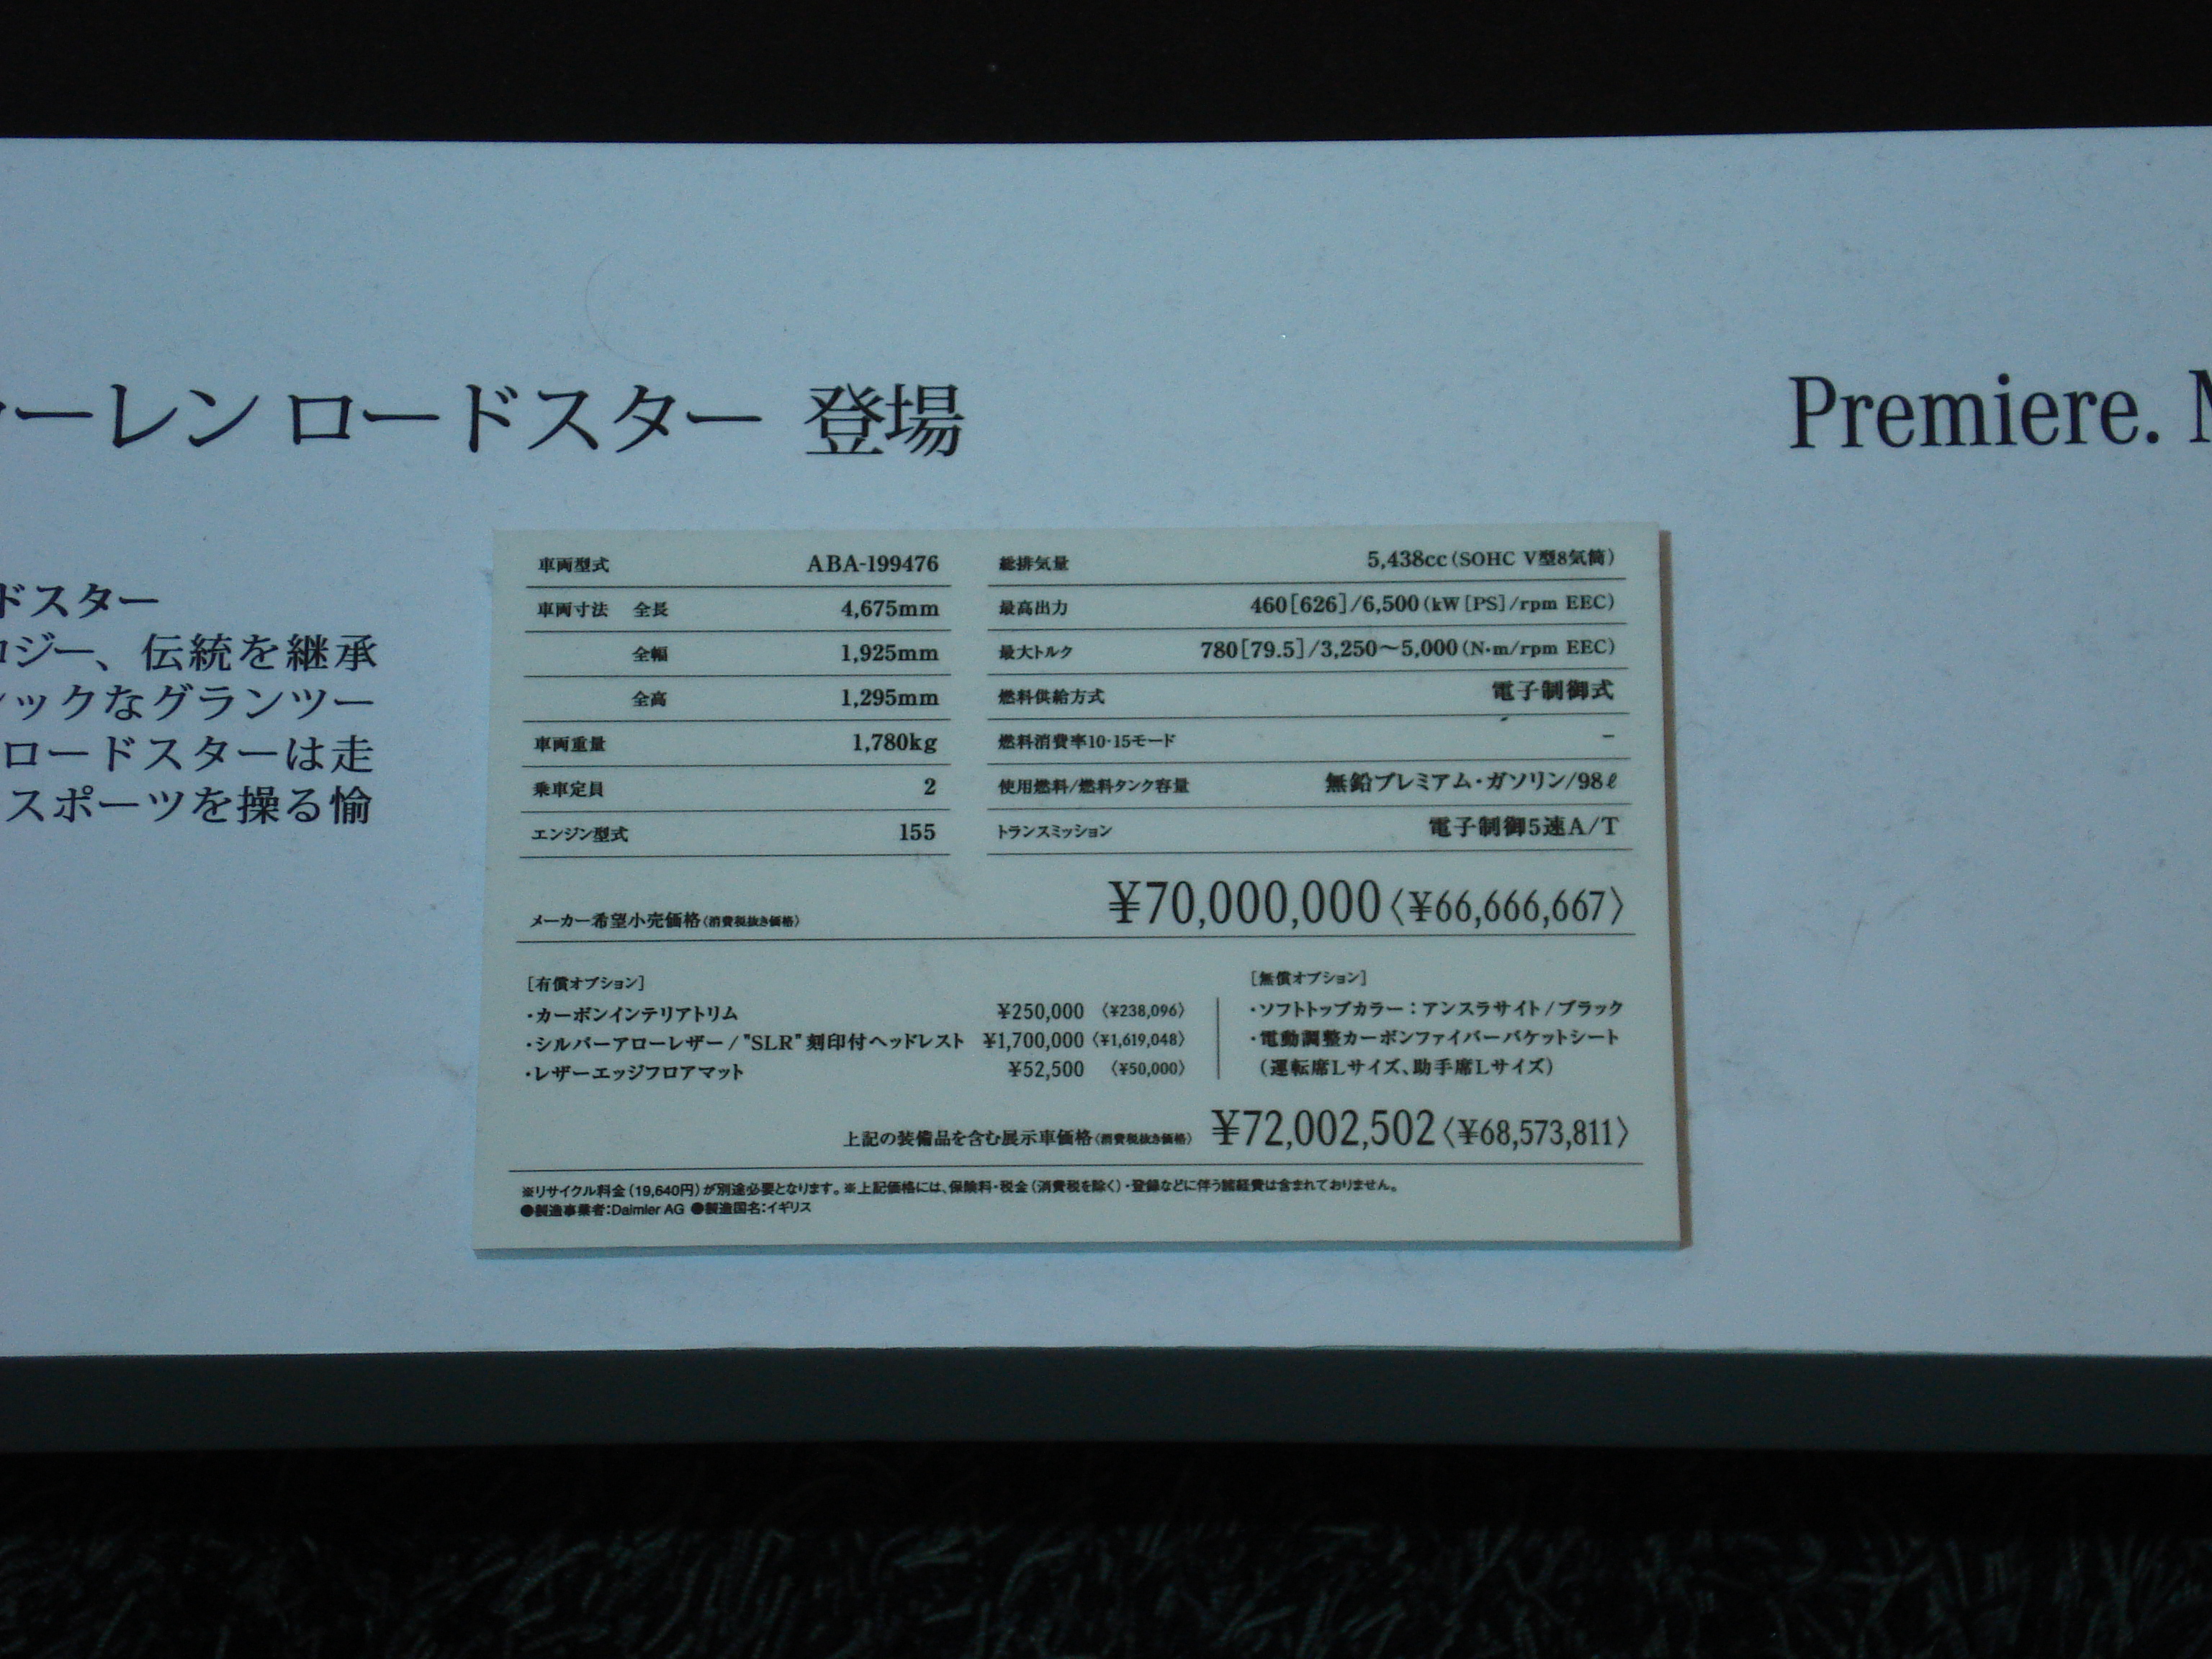 ーレン ロードスター 登場
Premiere.
ドスター
ロジー、伝統を継承
ックなグランツー
ロードスターは走
スポーツを操る愉
車両型式 ABA-199476
車両寸法 全長 4,675mm
全幅 1,925mm
全高 1,295mm
車両重量 1,780kg
乗車定員 2
エンジン型式 155
総排気量 5,438cc(SOHC V型8気筒)
最高出力 460[626]/6,500(kW[PS]/rpm EEC)
最大トルク 780[79.5]/3,250〜5,000(N·m/rpm EEC)
燃料供給方式 電子制御式
燃料消費率10·15モード −
使用燃料/燃料タンク容量 無鉛プレミアム・ガソリン/98ℓ
トランスミッション 電子制御5速A/T
メーカー希望小売価格〈消費税抜き価格〉 ¥70,000,000〈¥66,666,667〉
[有償オプション]
・カーボンインテリアトリム ¥250,000 〈¥238,096〉
・シルバーアローレザー/"SLR"刻印付ヘッドレスト ¥1,700,000〈¥1,619,048〉
・レザーエッジフロアマット ¥52,500 〈¥50,000〉
[無償オプション]
・ソフトトップカラー：アンスラサイト/ブラック
・電動調整カーボンファイバーバケットシート
(運転席Lサイズ、助手席Lサイズ)
上記の装備品を含む展示車価格〈消費税抜き価格〉 ¥72,002,502〈¥68,573,811〉
※リサイクル料金(19,640円)が別途必要となります。※上記価格には、保険料・税金(消費税を除く)・登録などに伴う諸経費は含まれておりません。
●製造事業者：Daimler AG ●製造国名：イギリス